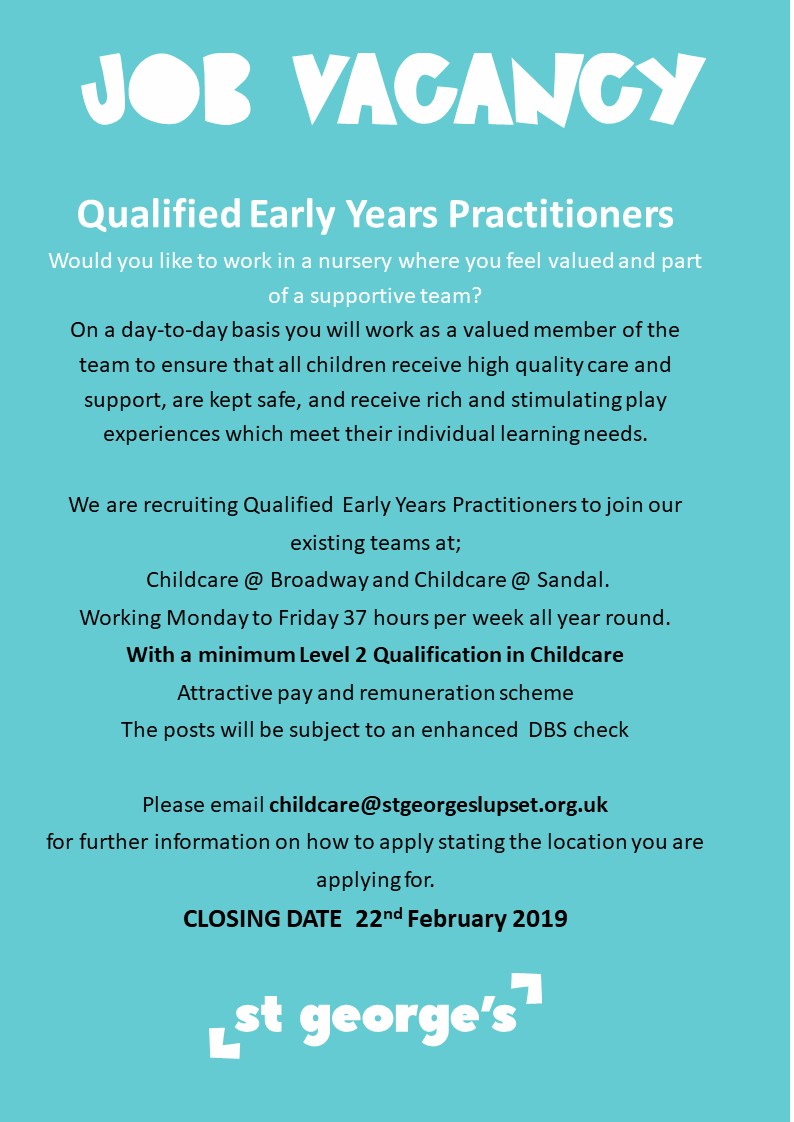 JOB VACANCY
Qualified Early Years Practitioners
Would you like to work in a nursery where you feel valued and part
of a supportive team?
On a day-to-day basis you will work as a valued member of the
team to ensure that all children receive high quality care and
support, are kept safe, and receive rich and stimulating play
experiences which meet their individual learning needs.
We are recruiting Qualified Early Years Practitioners to join our
existing teams at;
Childcare @ Broadway and Childcare @ Sandal.
Working Monday to Friday 37 hours per week all year round.
With a minimum Level 2 Qualification in Childcare
Attractive pay and remuneration scheme
The posts will be subject to an enhanced DBS check
Please email childcare@stgeorgeslupset.org.uk
for further information on how to apply stating the location you are
applying for.
CLOSING DATE 22nd February 2019
st george's